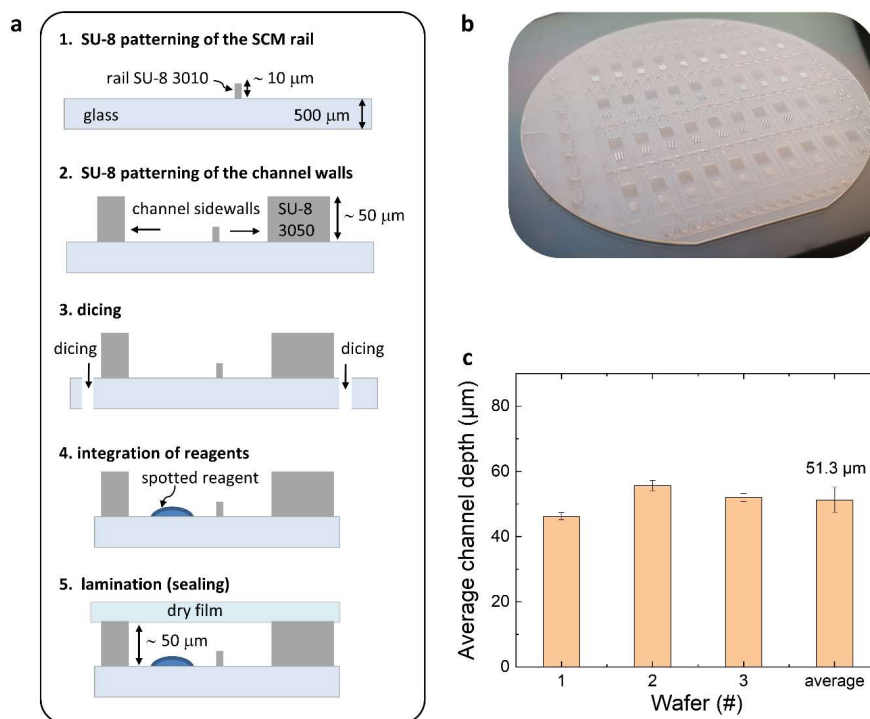 a
1. SU-8 patterning of the SCM rail
rail SU-8 3010
~ 10 μm
glass
500 μm
2. SU-8 patterning of the channel walls
channel sidewalls
SU-8
3050
~ 50 μm
3. dicing
dicing
dicing
4. integration of reagents
spotted reagent
5. lamination (sealing)
dry film
~ 50 μm
b
c
Average channel depth (μm)
80
60
40
20
0
51.3 μm
1
2
3
average
Wafer (#)